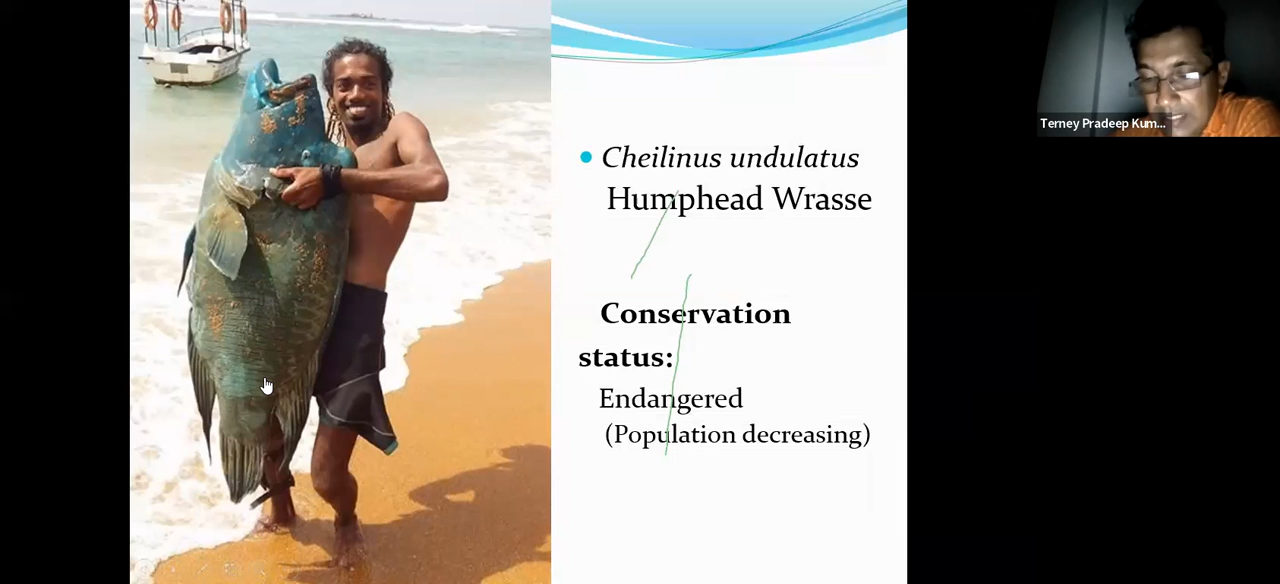 Cheilinus undulatus
Humphead Wrasse
Conservation
status:
Endangered
(Population decreasing)
Terney Pradeep Kum...